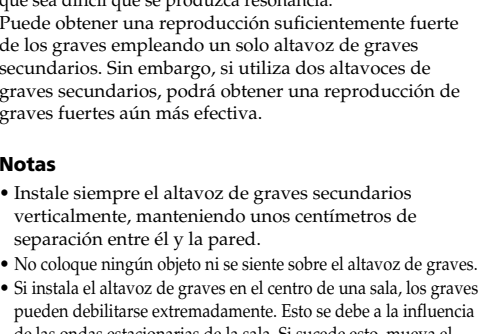 que sea difícil que se produzca resonancia.
Puede obtener una reproducción suficientemente fuerte
de los graves empleando un solo altavoz de graves
secundarios. Sin embargo, si utiliza dos altavoces de
graves secundarios, podrá obtener una reproducción de
graves fuertes aún más efectiva.
Notas
• Instale siempre el altavoz de graves secundarios
verticalmente, manteniendo unos centímetros de
separación entre él y la pared.
• No coloque ningún objeto ni se siente sobre el altavoz de graves.
• Si instala el altavoz de graves en el centro de una sala, los graves
pueden debilitarse extremadamente. Esto se debe a la influencia
de las ondas estacionarias de la sala. Si sucede esto, mueva el